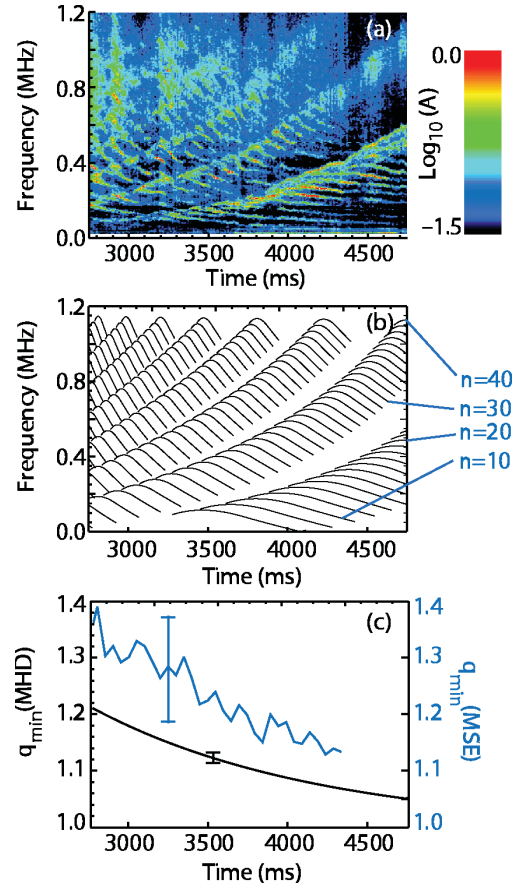 (a)
1.2
0.8
0.4
0.0
Frequency (MHz)
3000 3500 4000 4500
Time (ms)
0.0
−1.5
Log10 (A)
(b)
1.2
0.8
0.4
0.0
Frequency (MHz)
3000 3500 4000 4500
Time (ms)
n=40
n=30
n=20
n=10
(c)
1.4
1.3
1.2
1.1
1.0
qmin(MHD)
1.4
1.3
1.2
1.1
1.0
qmin (MSE)
3000 3500 4000 4500
Time (ms)